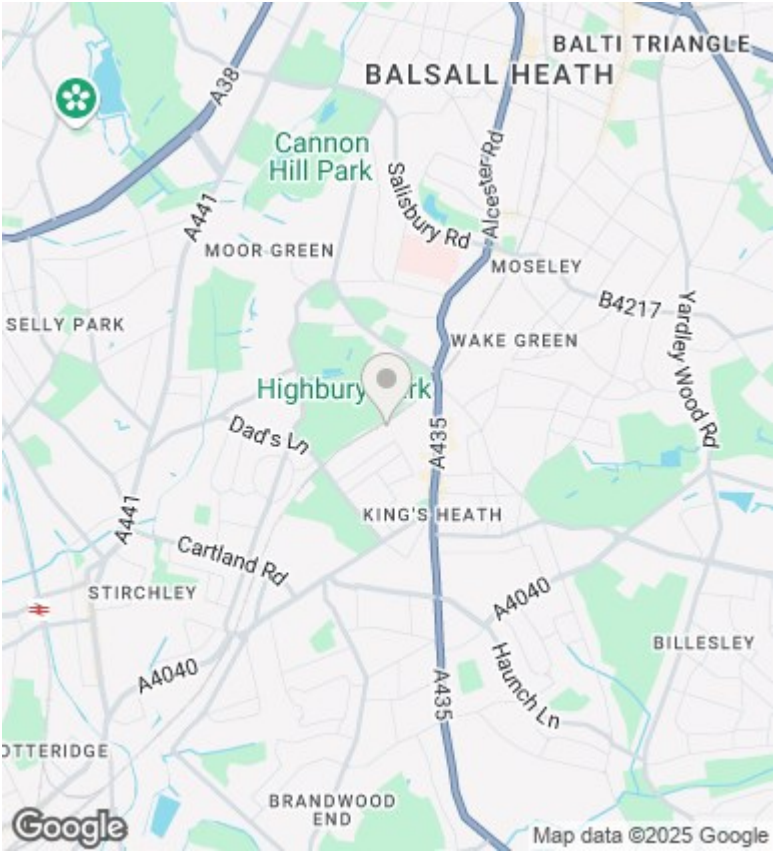 BALTI TRIANGLE
BALSALL HEATH
A38
Cannon
Hill Park
Alcester Rd
Salisbury Rd
A441
MOOR GREEN
MOSELEY
B4217
SELLY PARK
WAKE GREEN
Yardley Wood Rd
Highbury Park
Dad's Ln
A435
A441
KING'S HEATH
Cartland Rd
STIRCHLEY
A4040
BILLESLEY
Haunch Ln
A4040
A435
OTTERIDGE
BRANDWOOD
END
Google
Map data ©2025 Google